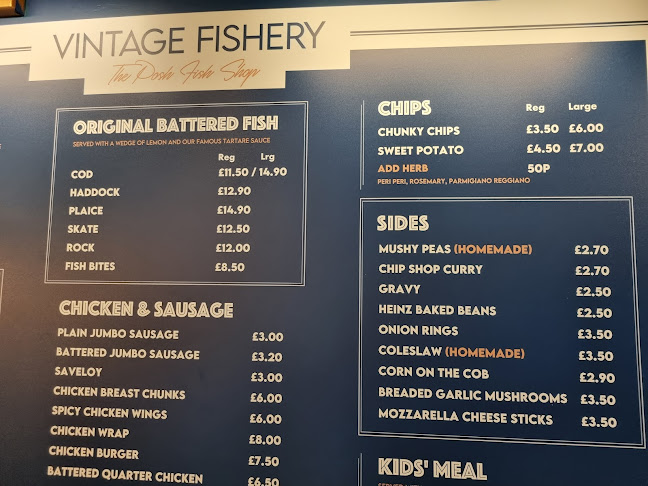 VINTAGE FISHERY
The Posh Fish Shop
ORIGINAL BATTERED FISH
SERVED WITH A WEDGE OF LEMON AND OUR FAMOUS TARTARE SAUCE
Reg Lrg
COD £11.50 / 14.90
HADDOCK £12.90
PLAICE £14.90
SKATE £12.50
ROCK £12.00
FISH BITES £8.50
CHICKEN & SAUSAGE
PLAIN JUMBO SAUSAGE £3.00
BATTERED JUMBO SAUSAGE £3.20
SAVELOY £3.00
CHICKEN BREAST CHUNKS £6.00
SPICY CHICKEN WINGS £6.00
CHICKEN WRAP £8.00
CHICKEN BURGER £7.50
BATTERED QUARTER CHICKEN £6.50
CHIPS Reg Large
CHUNKY CHIPS £3.50 £6.00
SWEET POTATO £4.50 £7.00
ADD HERB 50P
PERI PERI, ROSEMARY, PARMIGIANO REGGIANO
SIDES
MUSHY PEAS (HOMEMADE) £2.70
CHIP SHOP CURRY £2.70
GRAVY £2.50
HEINZ BAKED BEANS £2.50
ONION RINGS £3.50
COLESLAW (HOMEMADE) £3.50
CORN ON THE COB £2.90
BREADED GARLIC MUSHROOMS £3.50
MOZZARELLA CHEESE STICKS £3.50
KIDS' MEAL